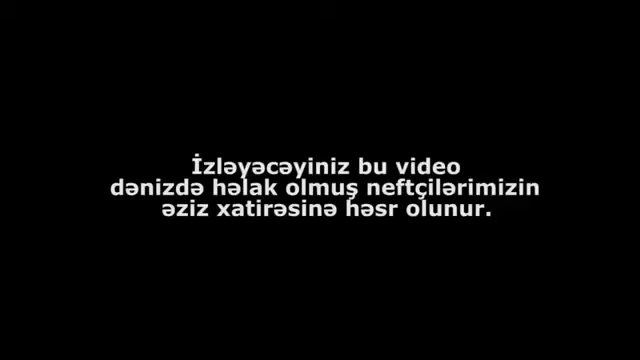 İzləyəcəyiniz bu video
dənizdə həlak olmuş neftçilərimizin
əziz xatirəsinə həsr olunur.